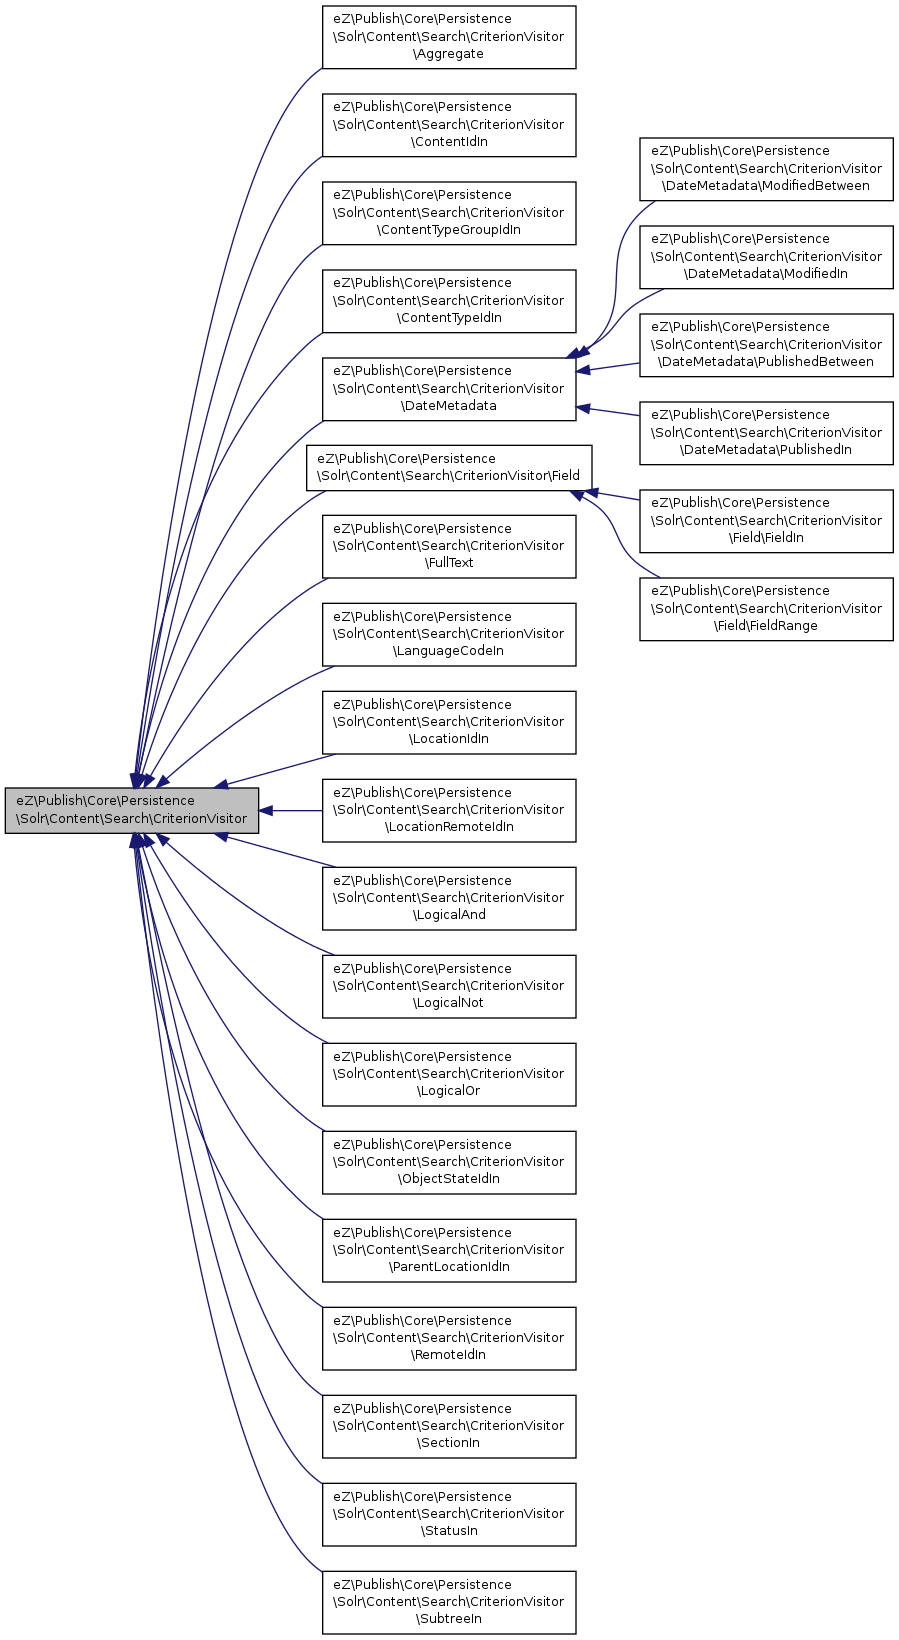 eZ\Publish\Core\Persistence
\Solr\Content\Search\CriterionVisitor
eZ\Publish\Core\Persistence
\Solr\Content\Search\CriterionVisitor
\Aggregate
eZ\Publish\Core\Persistence
\Solr\Content\Search\CriterionVisitor
\ContentIdIn
eZ\Publish\Core\Persistence
\Solr\Content\Search\CriterionVisitor
\ContentTypeGroupIdIn
eZ\Publish\Core\Persistence
\Solr\Content\Search\CriterionVisitor
\ContentTypeIdIn
eZ\Publish\Core\Persistence
\Solr\Content\Search\CriterionVisitor
\DateMetadata
eZ\Publish\Core\Persistence
\Solr\Content\Search\CriterionVisitor\Field
eZ\Publish\Core\Persistence
\Solr\Content\Search\CriterionVisitor
\FullText
eZ\Publish\Core\Persistence
\Solr\Content\Search\CriterionVisitor
\LanguageCodeIn
eZ\Publish\Core\Persistence
\Solr\Content\Search\CriterionVisitor
\LocationIdIn
eZ\Publish\Core\Persistence
\Solr\Content\Search\CriterionVisitor
\LocationRemoteIdIn
eZ\Publish\Core\Persistence
\Solr\Content\Search\CriterionVisitor
\LogicalAnd
eZ\Publish\Core\Persistence
\Solr\Content\Search\CriterionVisitor
\LogicalNot
eZ\Publish\Core\Persistence
\Solr\Content\Search\CriterionVisitor
\LogicalOr
eZ\Publish\Core\Persistence
\Solr\Content\Search\CriterionVisitor
\ObjectStateIdIn
eZ\Publish\Core\Persistence
\Solr\Content\Search\CriterionVisitor
\ParentLocationIdIn
eZ\Publish\Core\Persistence
\Solr\Content\Search\CriterionVisitor
\RemoteIdIn
eZ\Publish\Core\Persistence
\Solr\Content\Search\CriterionVisitor
\SectionIn
eZ\Publish\Core\Persistence
\Solr\Content\Search\CriterionVisitor
\StatusIn
eZ\Publish\Core\Persistence
\Solr\Content\Search\CriterionVisitor
\SubtreeIn
eZ\Publish\Core\Persistence
\Solr\Content\Search\CriterionVisitor
\DateMetadata\ModifiedBetween
eZ\Publish\Core\Persistence
\Solr\Content\Search\CriterionVisitor
\DateMetadata\ModifiedIn
eZ\Publish\Core\Persistence
\Solr\Content\Search\CriterionVisitor
\DateMetadata\PublishedBetween
eZ\Publish\Core\Persistence
\Solr\Content\Search\CriterionVisitor
\DateMetadata\PublishedIn
eZ\Publish\Core\Persistence
\Solr\Content\Search\CriterionVisitor
\Field\FieldIn
eZ\Publish\Core\Persistence
\Solr\Content\Search\CriterionVisitor
\Field\FieldRange